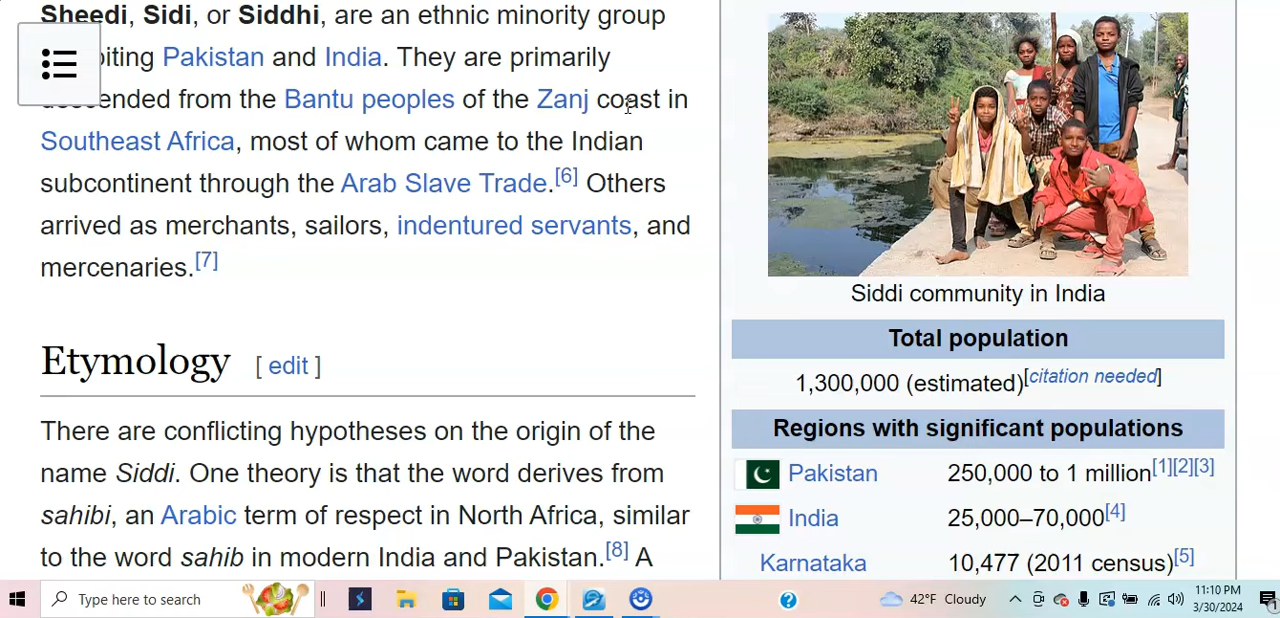 Sheedi, Sidi, or Siddhi, are an ethnic minority group
biting Pakistan and India. They are primarily
descended from the Bantu peoples of the Zanj coast in
Southeast Africa, most of whom came to the Indian
subcontinent through the Arab Slave Trade.[6] Others
arrived as merchants, sailors, indentured servants, and
mercenaries.[7]
Etymology [ edit ]
There are conflicting hypotheses on the origin of the
name Siddi. One theory is that the word derives from
sahibi, an Arabic term of respect in North Africa, similar
to the word sahib in modern India and Pakistan.[8] A
Siddi community in India
Total population
1,300,000 (estimated)[citation needed]
Regions with significant populations
Pakistan 250,000 to 1 million[1][2][3]
India 25,000–70,000[4]
Karnataka 10,477 (2011 census)[5]
Type here to search
42°F Cloudy
11:10 PM
3/30/2024
1